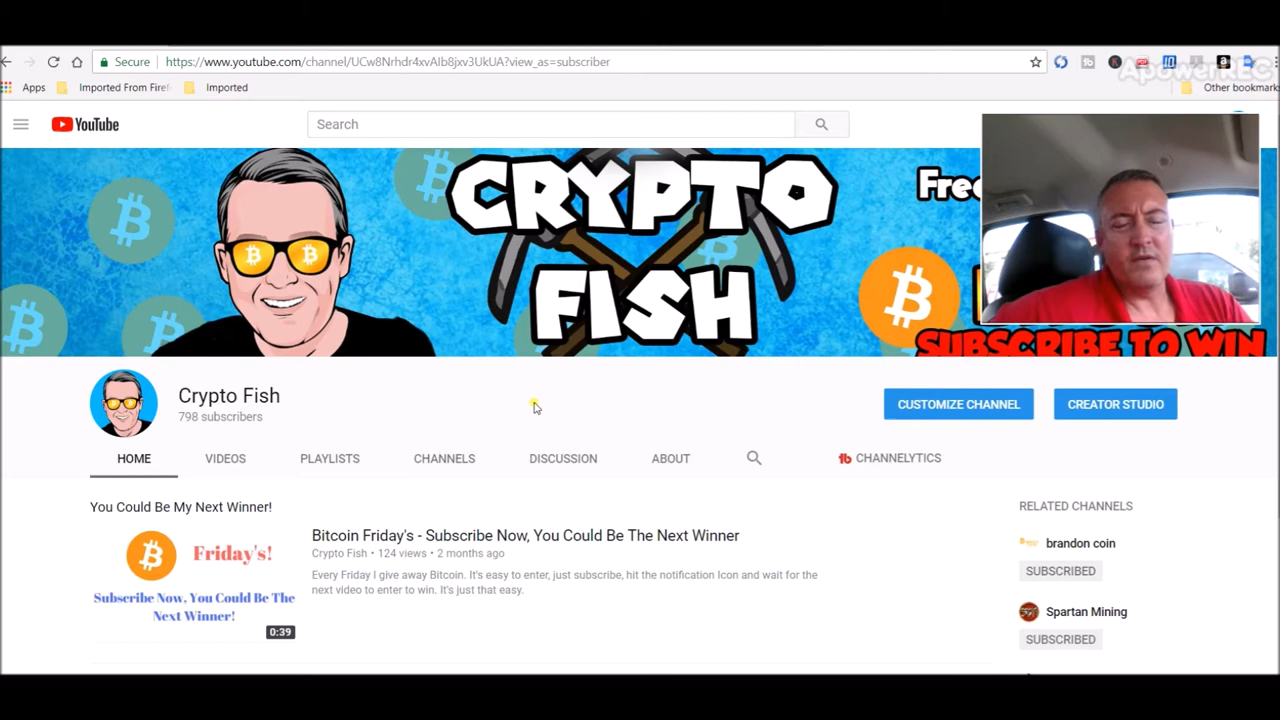 Secure
https://www.youtube.com/channel/UCw8Nrhdr4xvAIb8jxv3UkUA?view_as=subscriber
ApowerREC
Apps
Imported From Firef
Imported
Other bookmark
YouTube
Search
CRYPTO
FISH
Free
SUBSCRIBE TO WIN
Crypto Fish
798 subscribers
CUSTOMIZE CHANNEL
CREATOR STUDIO
HOME
VIDEOS
PLAYLISTS
CHANNELS
DISCUSSION
ABOUT
CHANNELYTICS
You Could Be My Next Winner!
Friday's!
Subscribe Now, You Could Be The
Next Winner!
0:39
Bitcoin Friday's - Subscribe Now, You Could Be The Next Winner
Crypto Fish • 124 views • 2 months ago
Every Friday I give away Bitcoin. It's easy to enter, just subscribe, hit the notification Icon and wait for the
next video to enter to win. It's just that easy.
RELATED CHANNELS
brandon coin
SUBSCRIBED
Spartan Mining
SUBSCRIBED